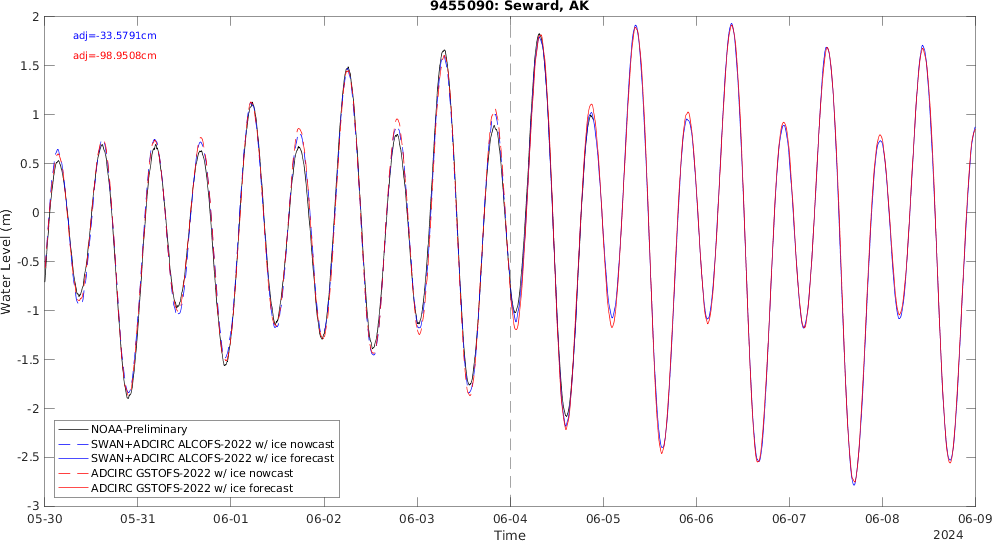 9455090: Seward, AK
adj=-33.5791cm
adj=-98.9508cm
Water Level (m)
2
1.5
1
0.5
0
-0.5
-1
-1.5
-2
-2.5
-3
NOAA-Preliminary
SWAN+ADCIRC ALCOFS-2022 w/ ice nowcast
SWAN+ADCIRC ALCOFS-2022 w/ ice forecast
ADCIRC GSTOFS-2022 w/ ice nowcast
ADCIRC GSTOFS-2022 w/ ice forecast
05-30 05-31 06-01 06-02 06-03 06-04 06-05 06-06 06-07 06-08 06-09
Time
2024